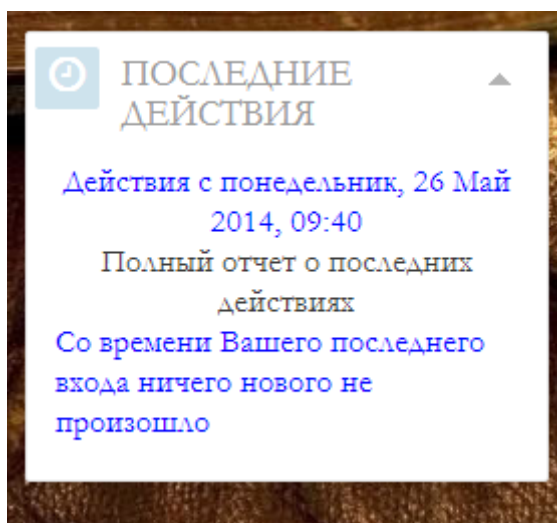 ПОСЛЕДНИЕ
ДЕЙСТВИЯ
Действия с понедельник, 26 Май
2014, 09:40
Полный отчет о последних
действиях
Со времени Вашего последнего
входа ничего нового не
произошло